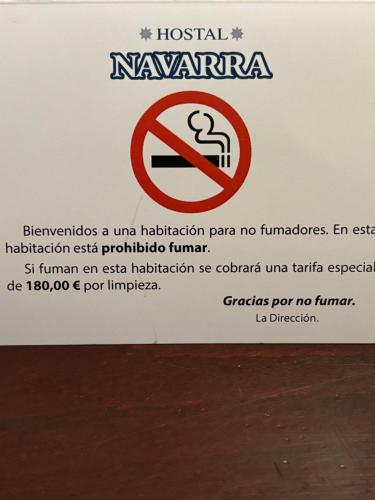 HOSTAL
NAVARRA
Bienvenidos a una habitación para no fumadores. En esta
habitación está prohibido fumar.
Si fuman en esta habitación se cobrará una tarifa especial
de 180,00 € por limpieza.
Gracias por no fumar.
La Dirección.